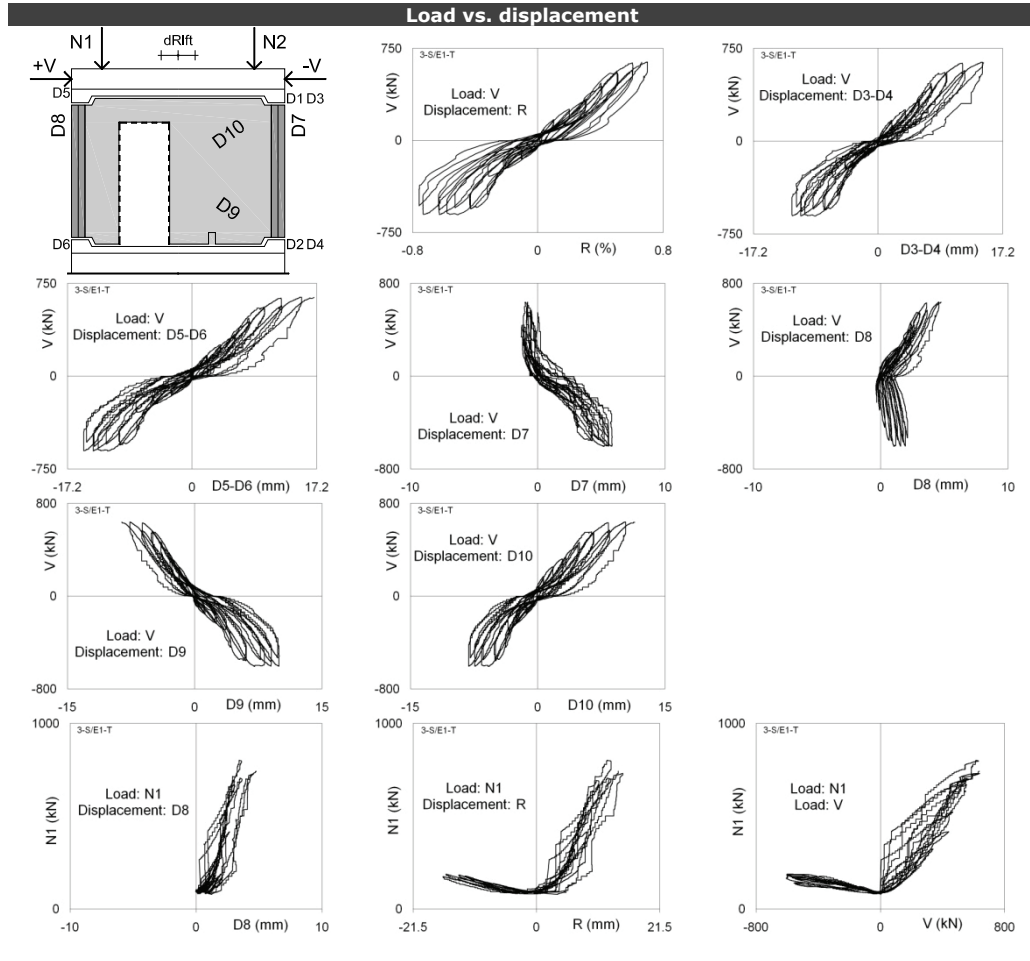 Load vs. displacement
N1
dRIft
N2
+V
-V
D5
D1 D3
D8
D10
D7
D9
D6
D2 D4
3-S/E1-T
750
V (kN)
Load: V
Displacement: R
0
-750
-0.8
0
R (%)
0.8
3-S/E1-T
750
V (kN)
Load: V
Displacement: D3-D4
0
-750
-17.2
0
D3-D4 (mm)
17.2
3-S/E1-T
750
V (kN)
Load: V
Displacement: D5-D6
0
-750
-17.2
0
D5-D6 (mm)
17.2
3-S/E1-T
800
V (kN)
0
Load: V
Displacement: D7
-800
-10
0
D7 (mm)
10
3-S/E1-T
800
V (kN)
Load: V
Displacement: D8
0
-800
-10
0
D8 (mm)
10
3-S/E1-T
800
V (kN)
0
Load: V
Displacement: D9
-800
-15
0
D9 (mm)
15
3-S/E1-T
800
V (kN)
Load: V
Displacement: D10
0
-800
-15
0
D10 (mm)
15
3-S/E1-T
1000
N1 (kN)
Load: N1
Displacement: D8
0
-10
0
D8 (mm)
10
3-S/E1-T
1000
N1 (kN)
Load: N1
Displacement: R
0
-21.5
0
R (mm)
21.5
3-S/E1-T
1000
N1 (kN)
Load: N1
Load: V
0
-800
0
V (kN)
800